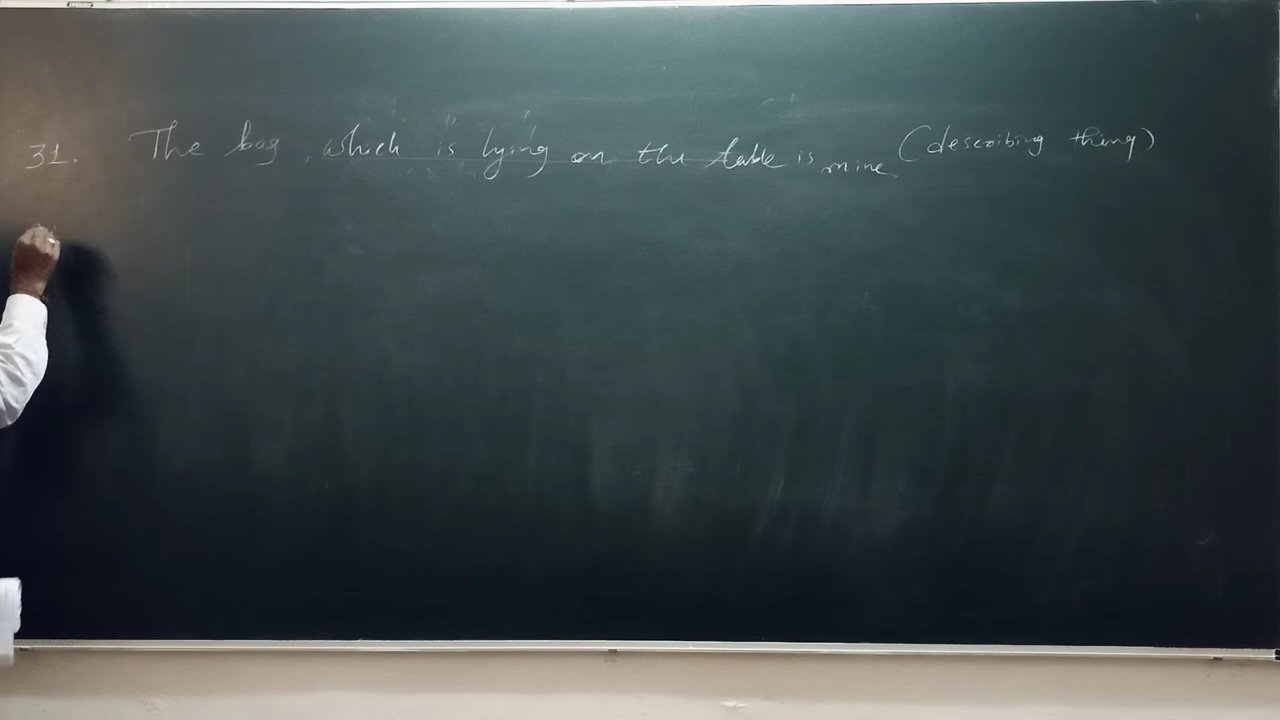 31. The bag, which is lying on the table is mine (describing thing)